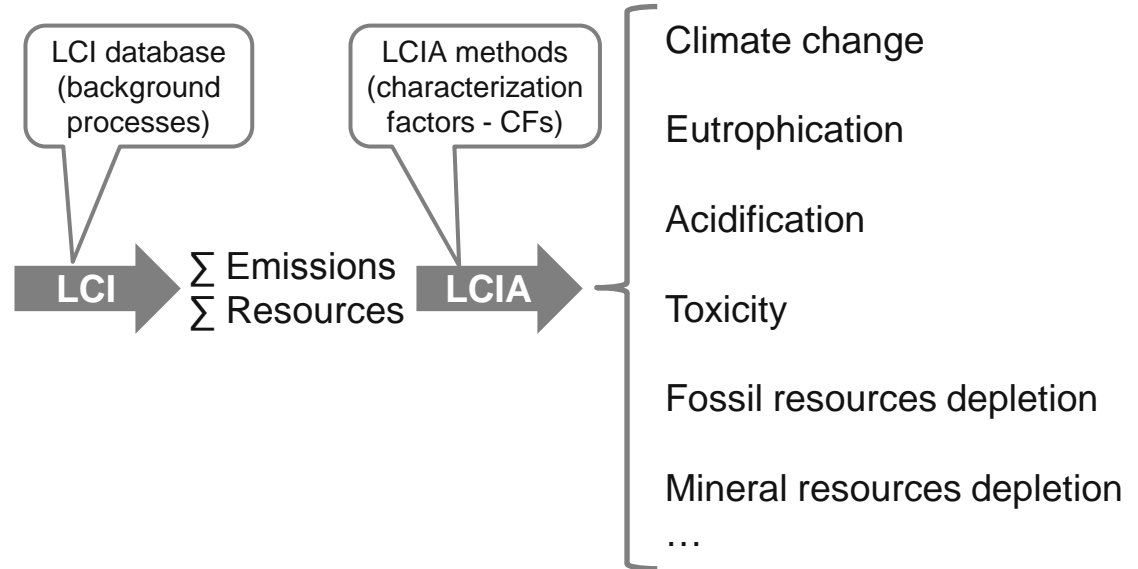 LCI database
(background
processes)
LCIA methods
(characterization
factors - CFs)
LCI
∑ Emissions
∑ Resources
LCIA
Climate change
Eutrophication
Acidification
Toxicity
Fossil resources depletion
Mineral resources depletion
…